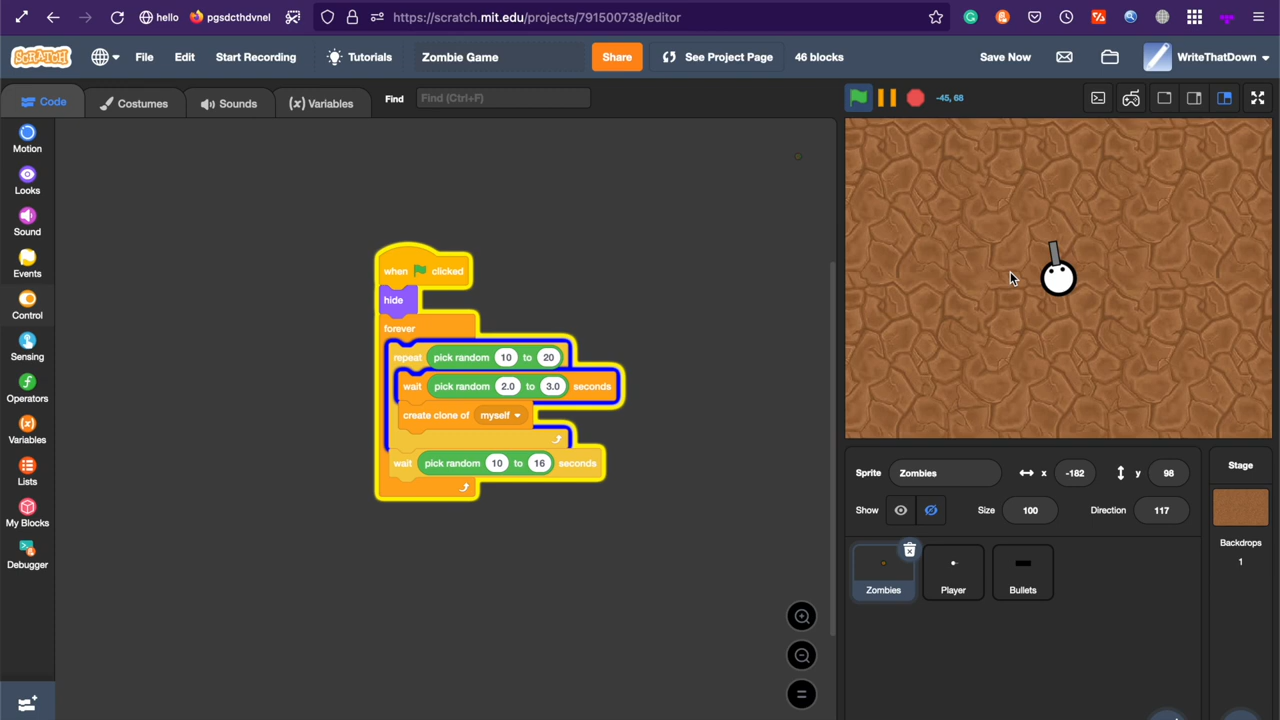 hello pgsdcthdvnel https://scratch.mit.edu/projects/791500738/editor
SCRATCH File Edit Start Recording Tutorials Zombie Game Share See Project Page 46 blocks Save Now WriteThatDown
Code Costumes Sounds (x) Variables Find Find (Ctrl+F) -45, 68
Motion
Looks
Sound
Events
Control
Sensing
Operators
Variables
Lists
My Blocks
Debugger
when clicked
hide
forever
repeat pick random 10 to 20
wait pick random 2.0 to 3.0 seconds
create clone of myself
wait pick random 10 to 16 seconds
Sprite Zombies x -182 y 98
Show Size 100 Direction 117
Zombies Player Bullets
Stage
Backdrops
1